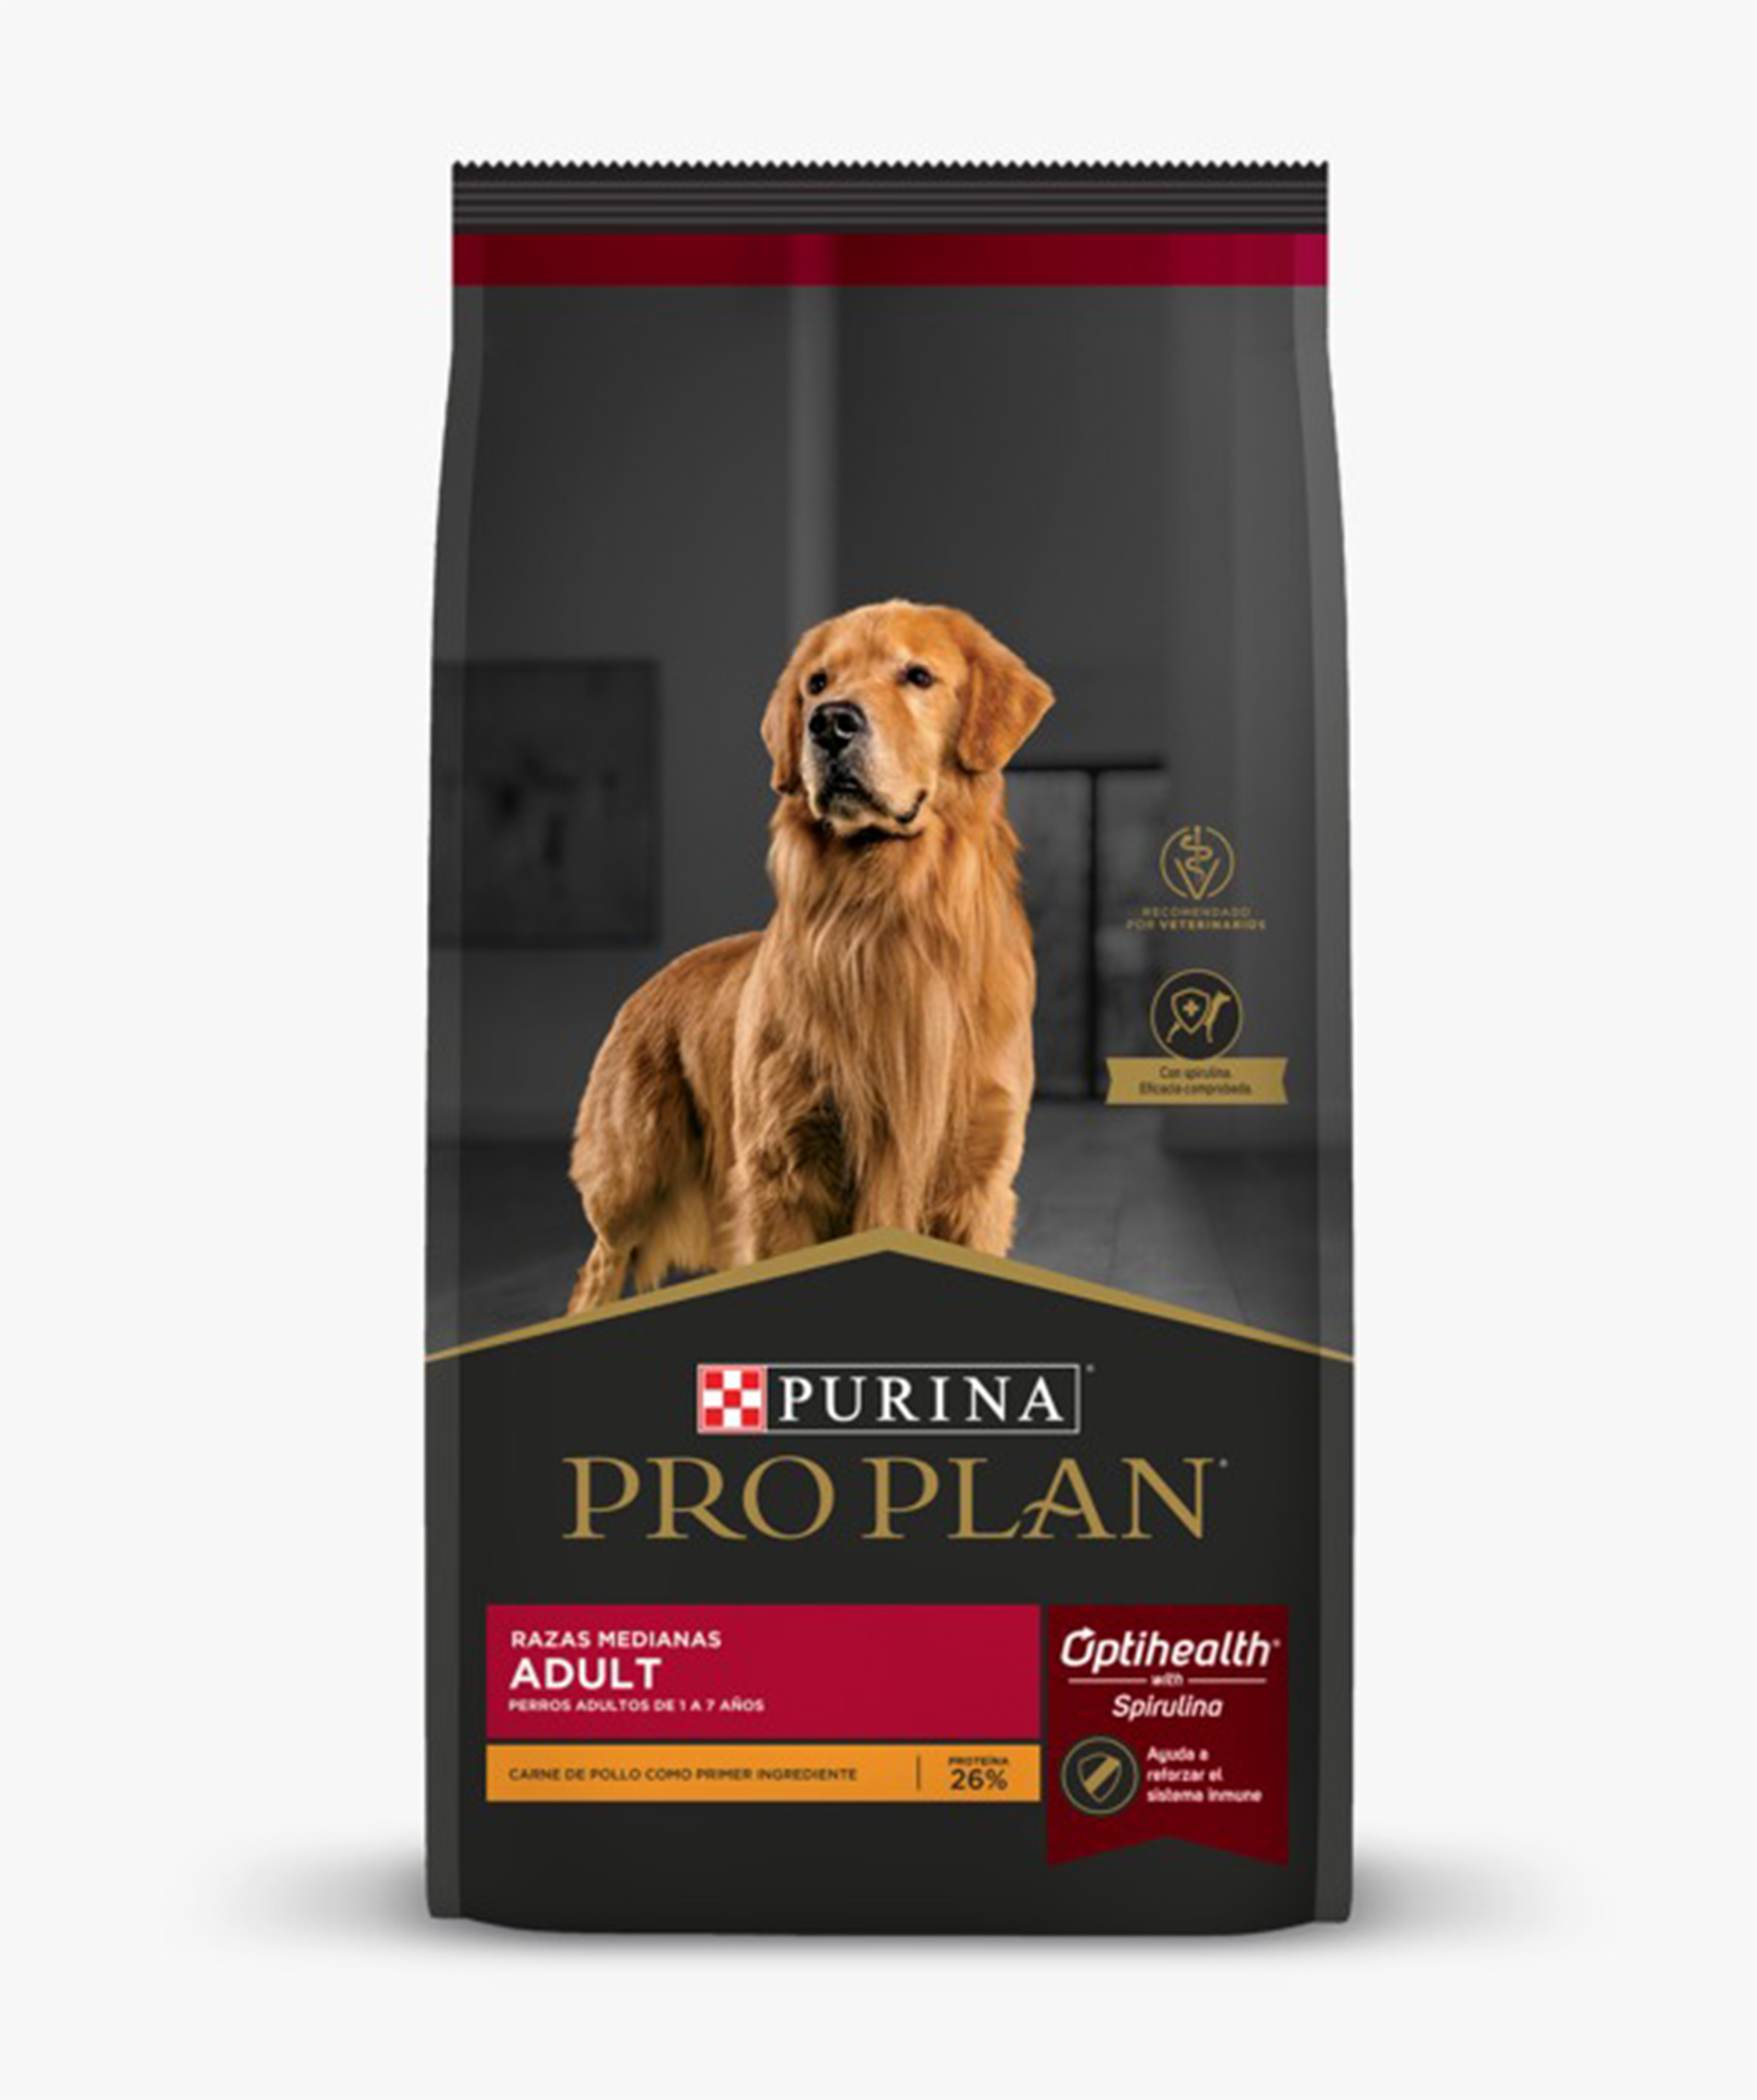 RECOMENDADO
POR VETERINARIOS
Con spirulina.
Eficacia comprobada.
PURINA®
PRO PLAN®
RAZAS MEDIANAS
ADULT
PERROS ADULTOS DE 1 A 7 AÑOS
CARNE DE POLLO COMO PRIMER INGREDIENTE
PROTEÍNA
26%
Optihealth®
with
Spirulina
Ayuda a
reforzar el
sistema inmune